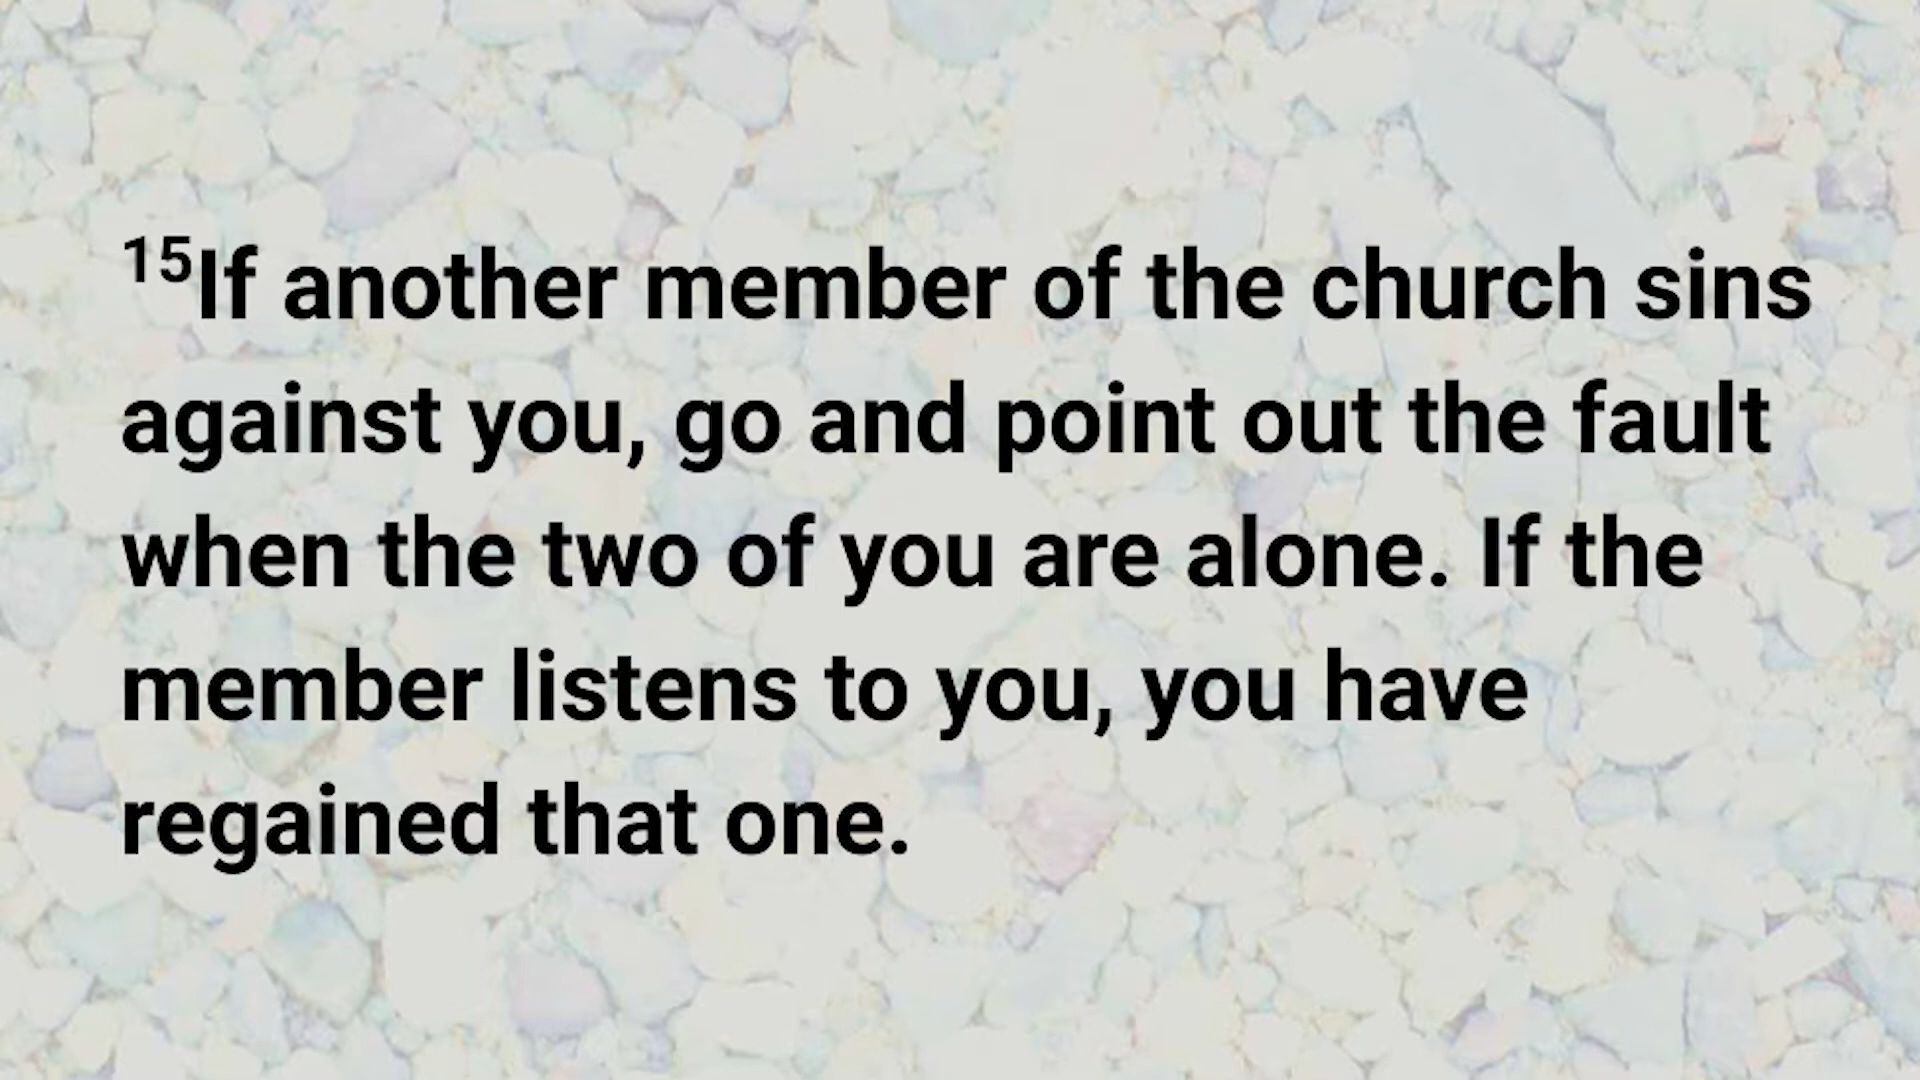 15If another member of the church sins
against you, go and point out the fault
when the two of you are alone. If the
member listens to you, you have
regained that one.